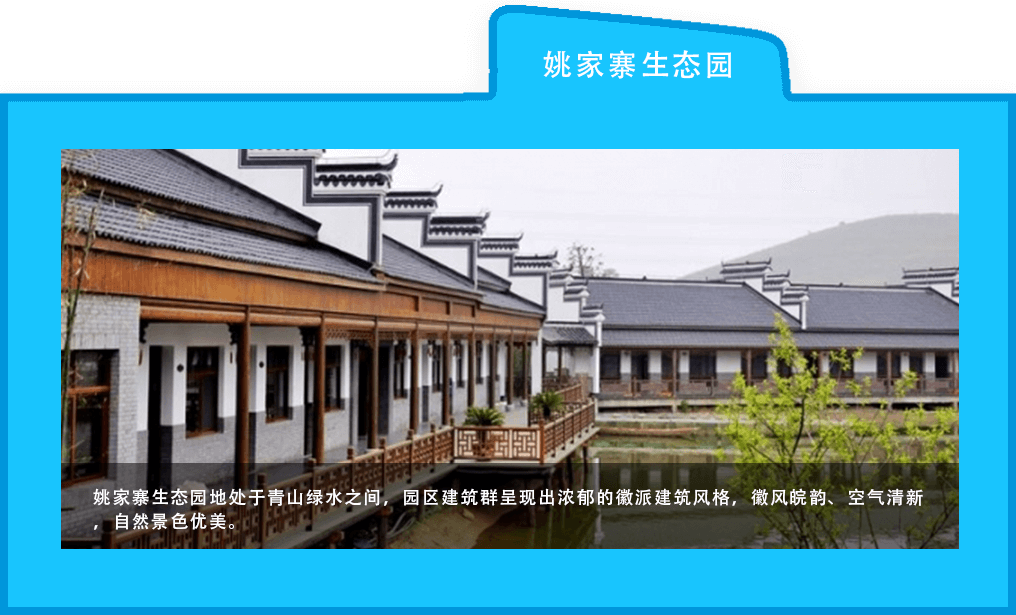 姚家寨生态园
姚家寨生态园地处于青山绿水之间，园区建筑群呈现出浓郁的徽派建筑风格，徽风皖韵、空气清新
，自然景色优美。